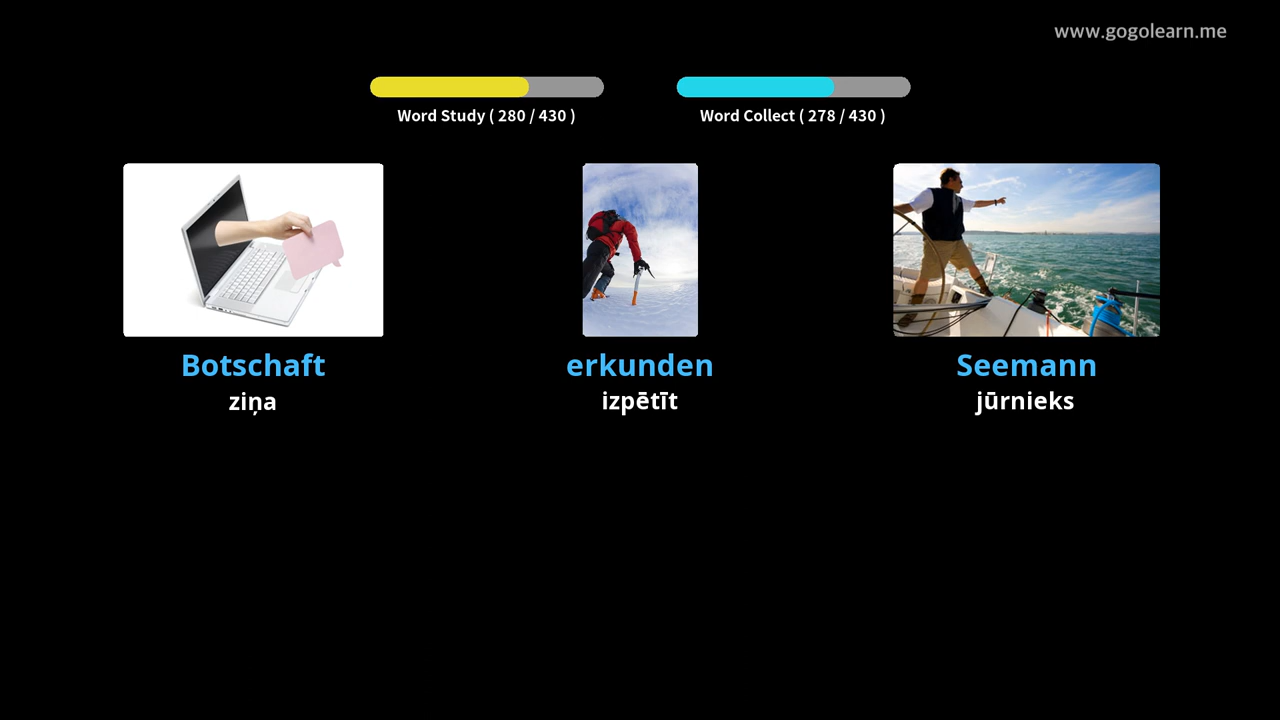 www.gogolearn.me
Word Study ( 280 / 430 )
Word Collect ( 278 / 430 )
Botschaft
erkunden
Seemann
ziņa
izpētīt
jūrnieks